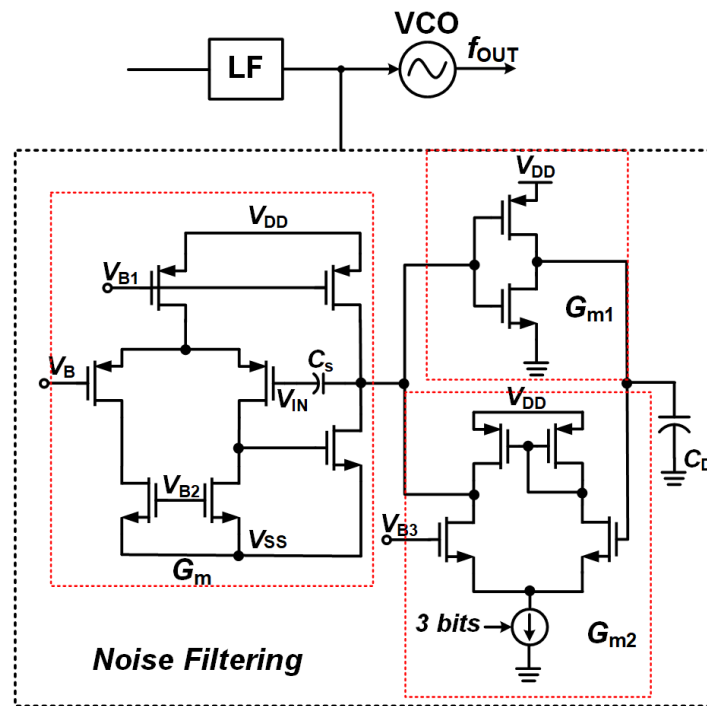 VCO
LF
fOUT
VDD
VDD
VB1
Gm1
VB
Cs
VIN
VDD
CD
VB2
VB3
VSS
Gm
3 bits
Gm2
Noise Filtering